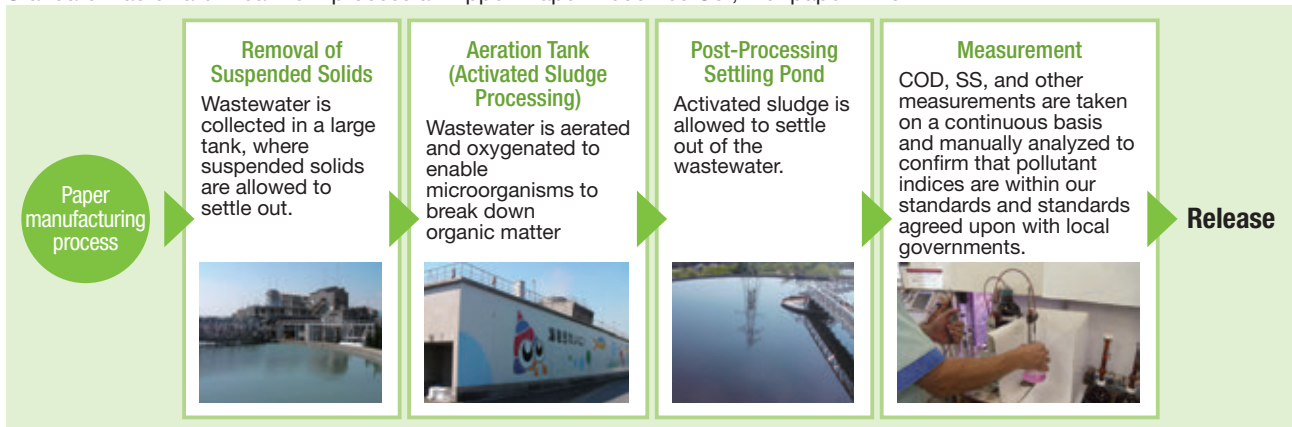 Paper
manufacturing
process
Removal of
Suspended Solids
Wastewater is
collected in a large
tank, where
suspended solids
are allowed to
settle out.
Aeration Tank
(Activated Sludge
Processing)
Wastewater is aerated
and oxygenated to
enable
microorganisms to
break down
organic matter
Post-Processing
Settling Pond
Activated sludge is
allowed to settle
out of the
wastewater.
Measurement
COD, SS, and other
measurements are taken
on a continuous basis
and manually analyzed to
confirm that pollutant
indices are within our
standards and standards
agreed upon with local
governments.
Release